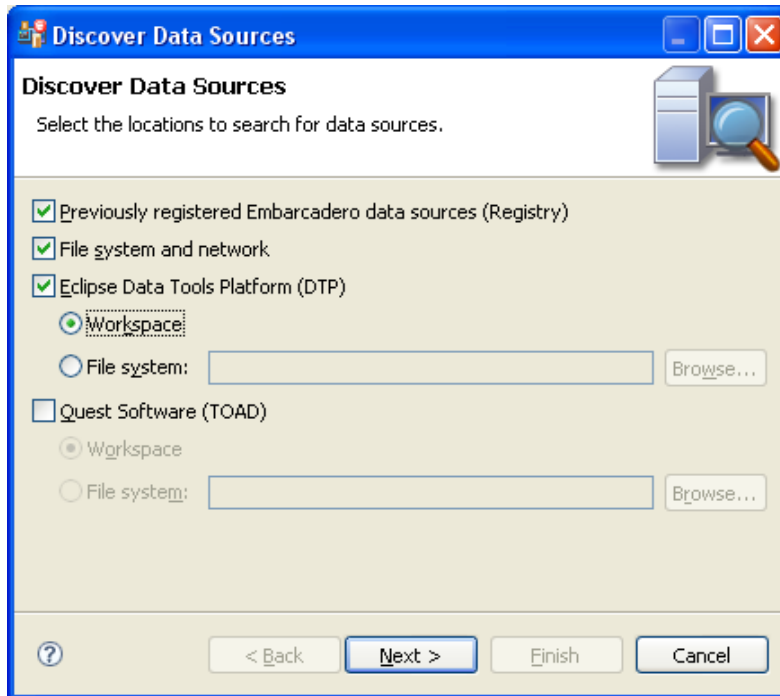 Discover Data Sources
Discover Data Sources
Select the locations to search for data sources.
Previously registered Embarcadero data sources (Registry)
File system and network
Eclipse Data Tools Platform (DTP)
Workspace
File system: Browse...
Quest Software (TOAD)
Workspace
File system: Browse...
? < Back Next > Finish Cancel